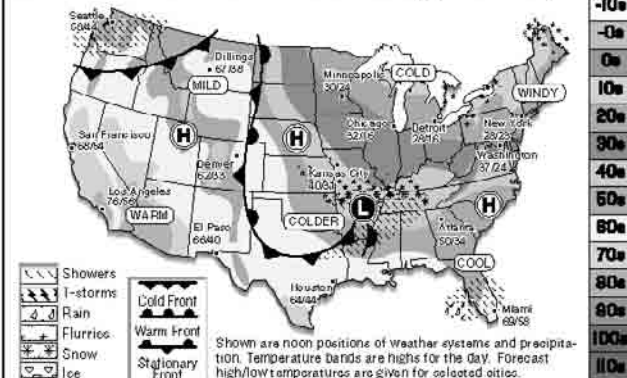 -10s
-0s
0s
10s
20s
30s
40s
50s
60s
70s
80s
90s
100s
110s
Seattle
60/44
Billings
67/38
MILD
Minneapolis
30/24
COLD
WINDY
San Francisco
68/54
H
H
Chicago
32/16
Detroit
28/16
New York
28/23
Washington
37/24
Denver
62/33
Kansas City
40/31
Los Angeles
76/56
WARM
El Paso
66/40
COLDER
L
H
Atlanta
50/34
COOL
Houston
64/44
Miami
69/58
Showers
T-storms
Rain
Flurries
Snow
Ice
Cold Front
Warm Front
Stationary
Front
Shown are noon positions of weather systems and precipita-
tion. Temperature bands are highs for the day. Forecast
high/low temperatures are given for selected cities.